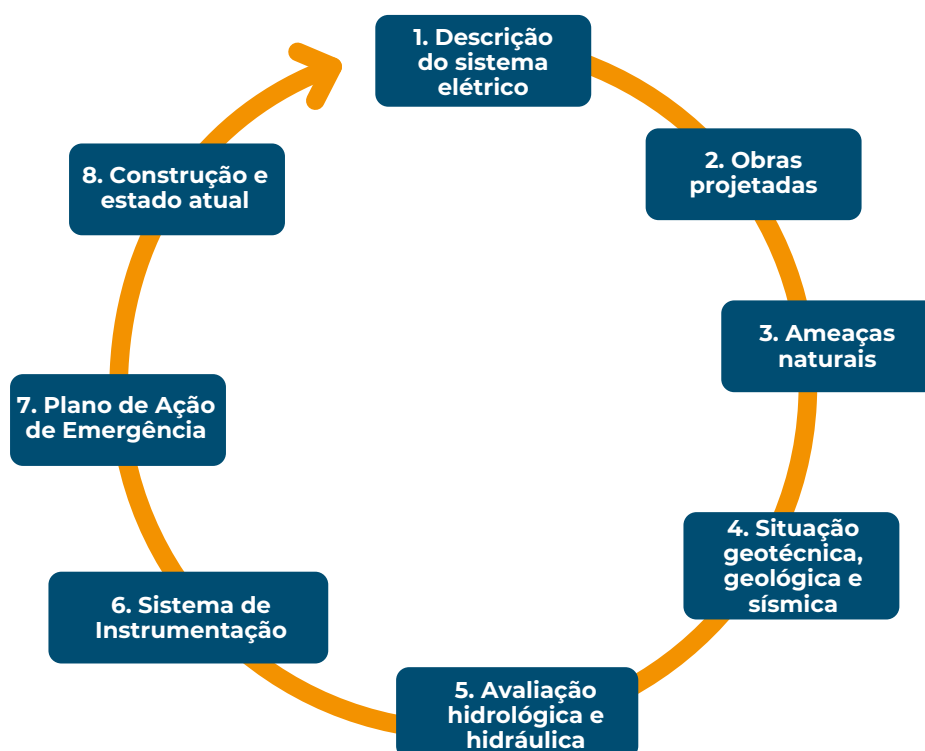 1. Descrição
do sistema
elétrico
2. Obras
projetadas
3. Ameaças
naturais
4. Situação
geotécnica,
geológica e
sísmica
5. Avaliação
hidrológica e
hidráulica
6. Sistema de
Instrumentação
7. Plano de Ação
de Emergência
8. Construção e
estado atual